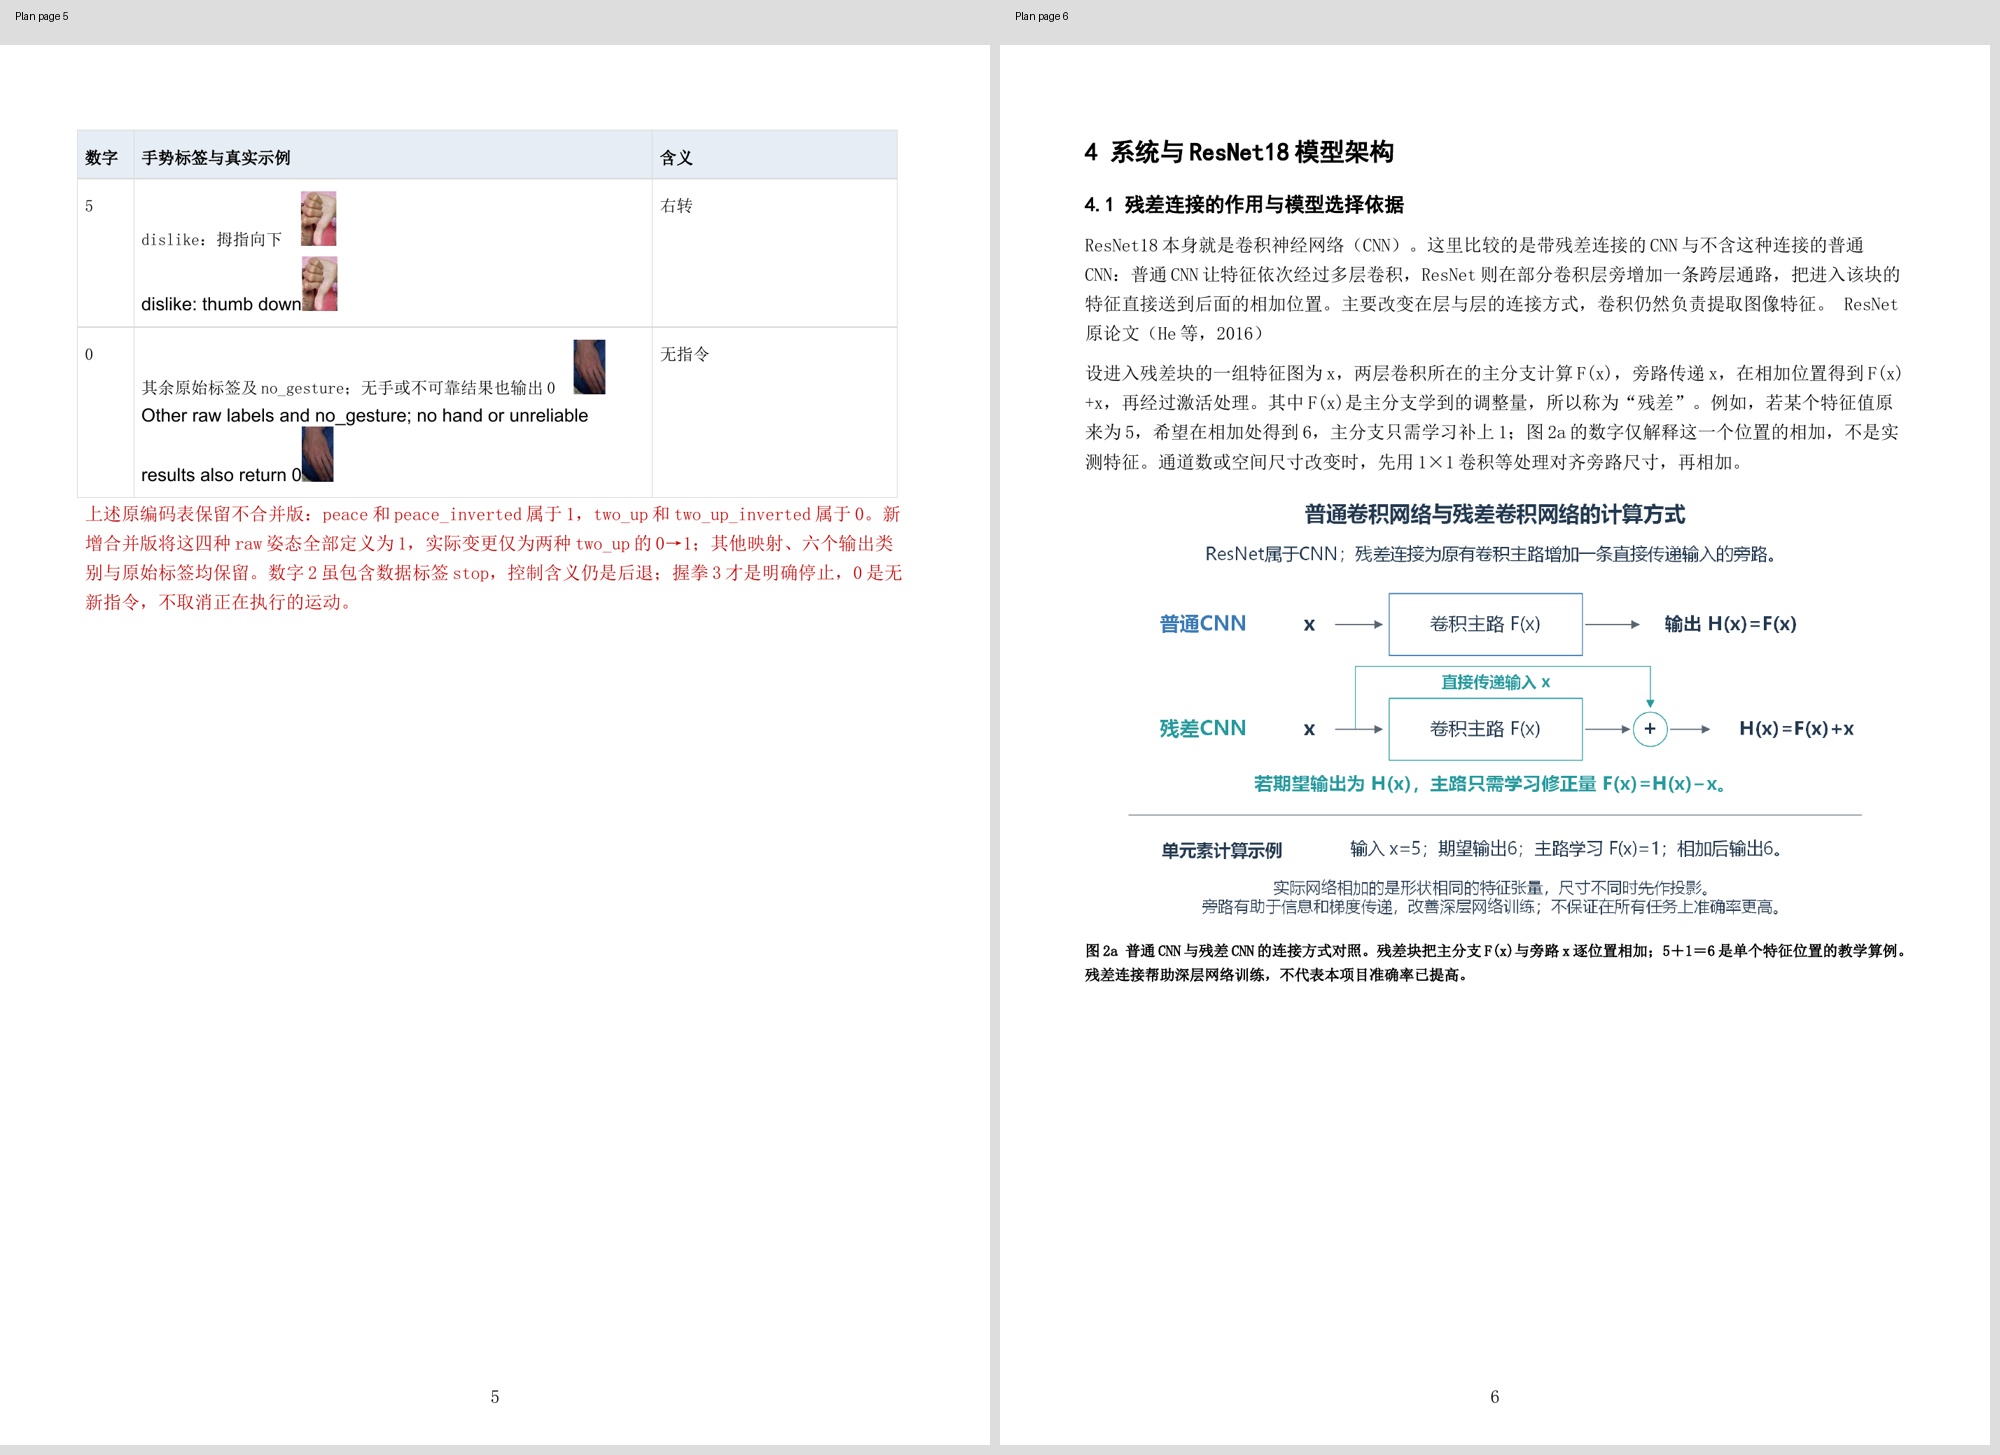 Plan page 5
数字 手势标签与真实示例 含义
5 右转
dislike: 拇指向下
dislike: thumb down
0 无指令
其余原始标签及 no_gesture；无手或不可靠结果也输出 0
Other raw labels and no_gesture; no hand or unreliable
results also return 0
上述原编码表保留不合并版：peace 和 peace_inverted 属于 1，two_up 和 two_up_inverted 属于 0。新
增合并版将这四种 raw 姿态全部定义为 1，实际变更仅为两种 two_up 的 0→1；其他映射、六个输出类
别与原始标签均保留。数字 2 虽包含数据标签 stop，控制含义仍是后退；握拳 3 才是明确停止，0 是无
新指令，不取消正在执行的运动。
5
Plan page 6
4 系统与 ResNet18 模型架构
4.1 残差连接的作用与模型选择依据
ResNet18 本身就是卷积神经网络（CNN）。这里比较的是带残差连接的 CNN 与不含这种连接的普通
CNN：普通 CNN 让特征依次经过多层卷积，ResNet 则在部分卷积层旁增加一条跨层通路，把进入该块的
特征直接送到后面的相加位置。主要改变在层与层的连接方式，卷积仍然负责提取图像特征。 ResNet
原论文（He 等，2016）
设进入残差块的一组特征图为 x，两层卷积所在的主分支计算 F(x)，旁路传递 x，在相加位置得到 F(x)
+x，再经过激活处理。其中 F(x)是主分支学到的调整量，所以称为“残差”。例如，若某个特征值原
来为 5，希望在相加处得到 6，主分支只需学习补上 1；图 2a 的数字仅解释这一个位置的相加，不是实
测特征。通道数或空间尺寸改变时，先用 1×1 卷积等处理对齐旁路尺寸，再相加。
普通卷积网络与残差卷积网络的计算方式
ResNet属于CNN；残差连接为原有卷积主路增加一条直接传递输入的旁路。
普通CNN x 卷积主路 F(x) 输出 H(x)=F(x)
直接传递输入 x
残差CNN x 卷积主路 F(x) + H(x)=F(x)+x
若期望输出为 H(x)，主路只需学习修正量 F(x)=H(x)−x。
单元素计算示例 输入 x=5；期望输出6；主路学习 F(x)=1；相加后输出6。
实际网络相加的是形状相同的特征张量，尺寸不同时先作投影。
旁路有助于信息和梯度传递，改善深层网络训练；不保证在所有任务上准确率更高。
图 2a 普通 CNN 与残差 CNN 的连接方式对照。残差块把主分支 F(x)与旁路 x 逐位置相加；5＋1＝6 是单个特征位置的教学算例。
残差连接帮助深层网络训练，不代表本项目准确率已提高。
6